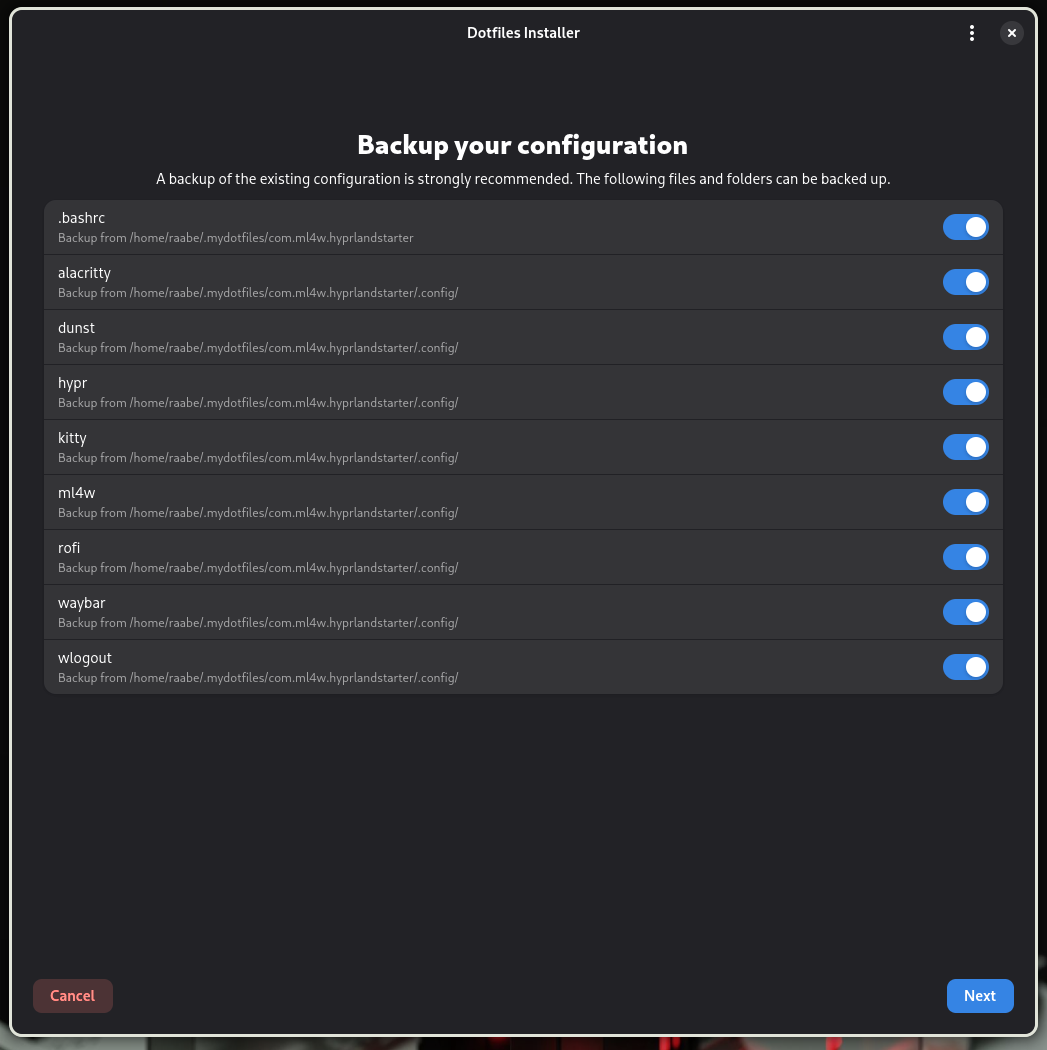 Dotfiles Installer
Backup your configuration
A backup of the existing configuration is strongly recommended. The following files and folders can be backed up.
.bashrc
Backup from /home/raabe/.mydotfiles/com.ml4w.hyprlandstarter
alacritty
Backup from /home/raabe/.mydotfiles/com.ml4w.hyprlandstarter/.config/
dunst
Backup from /home/raabe/.mydotfiles/com.ml4w.hyprlandstarter/.config/
hypr
Backup from /home/raabe/.mydotfiles/com.ml4w.hyprlandstarter/.config/
kitty
Backup from /home/raabe/.mydotfiles/com.ml4w.hyprlandstarter/.config/
ml4w
Backup from /home/raabe/.mydotfiles/com.ml4w.hyprlandstarter/.config/
rofi
Backup from /home/raabe/.mydotfiles/com.ml4w.hyprlandstarter/.config/
waybar
Backup from /home/raabe/.mydotfiles/com.ml4w.hyprlandstarter/.config/
wlogout
Backup from /home/raabe/.mydotfiles/com.ml4w.hyprlandstarter/.config/
Cancel
Next